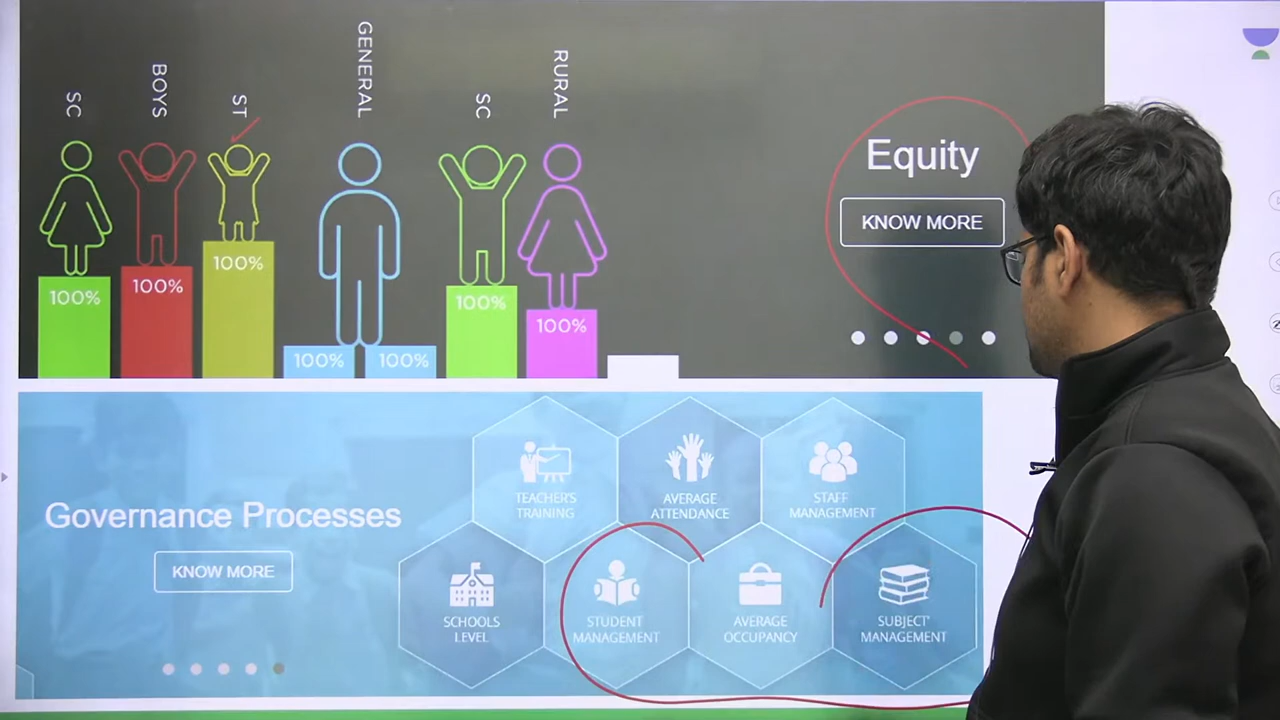 SC
BOYS
ST
GENERAL
SC
RURAL
100%
100%
100%
100%
100%
100%
100%
Equity
KNOW MORE
Governance Processes
KNOW MORE
TEACHER'S
TRAINING
AVERAGE
ATTENDANCE
STAFF
MANAGEMENT
SCHOOLS
LEVEL
STUDENT
MANAGEMENT
AVERAGE
OCCUPANCY
SUBJECT'
MANAGEMENT